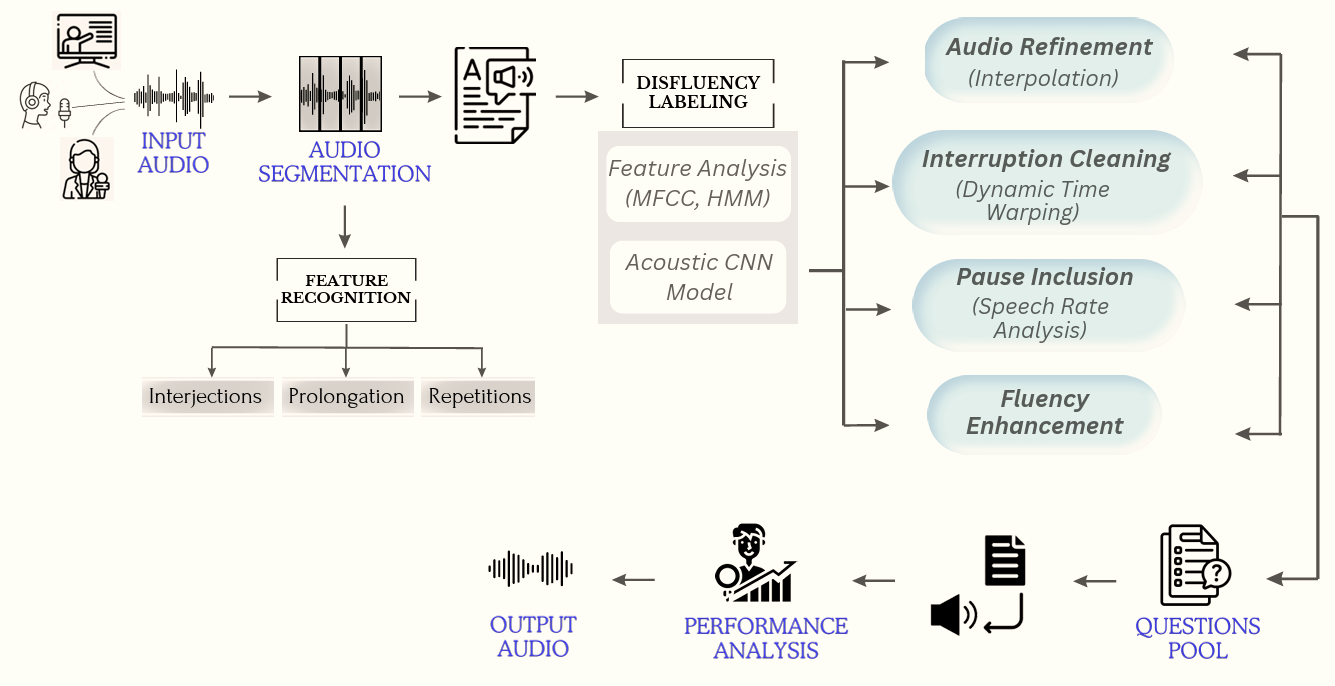 INPUT
AUDIO
AUDIO
SEGMENTATION
A
FEATURE
RECOGNITION
Interjections
Prolongation
Repetitions
DISFLUENCY
LABELING
Feature Analysis
(MFCC, HMM)
Acoustic CNN
Model
Audio Refinement
(Interpolation)
Interruption Cleaning
(Dynamic Time
Warping)
Pause Inclusion
(Speech Rate
Analysis)
Fluency
Enhancement
?
QUESTIONS
POOL
PERFORMANCE
ANALYSIS
OUTPUT
AUDIO